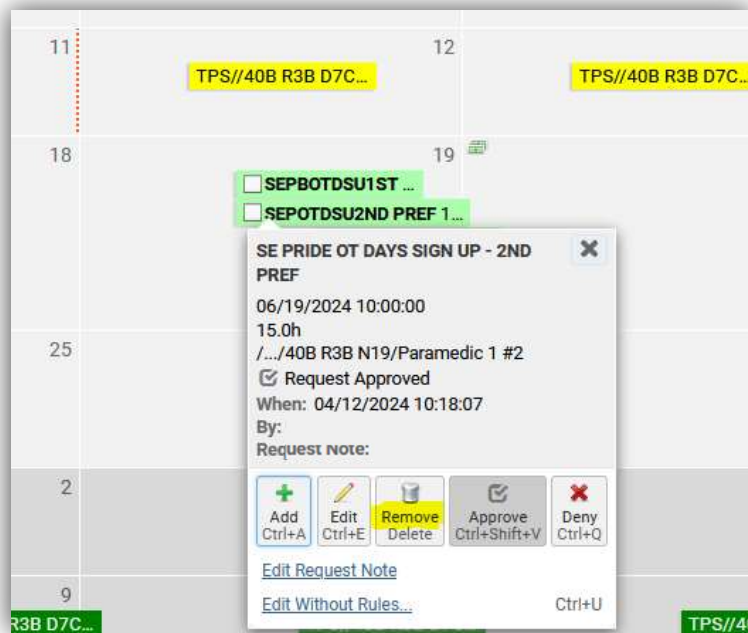 11
12
TPS//40B R3B D7C...
TPS//40B R3B D7C...
18
19
SEPBOTDSU1ST ...
SEPOTDSU2ND PREF 1...
SE PRIDE OT DAYS SIGN UP - 2ND
PREF
06/19/2024 10:00:00
15.0h
/.../40B R3B N19/Paramedic 1 #2
Request Approved
When: 04/12/2024 10:18:07
By:
Request Note:
25
2
Add
Ctrl+A
Edit
Ctrl+E
Remove
Delete
Approve
Ctrl+Shift+V
Deny
Ctrl+Q
Edit Request Note
Edit Without Rules...
Ctrl+U
9
R3B D7C...
TPS//4